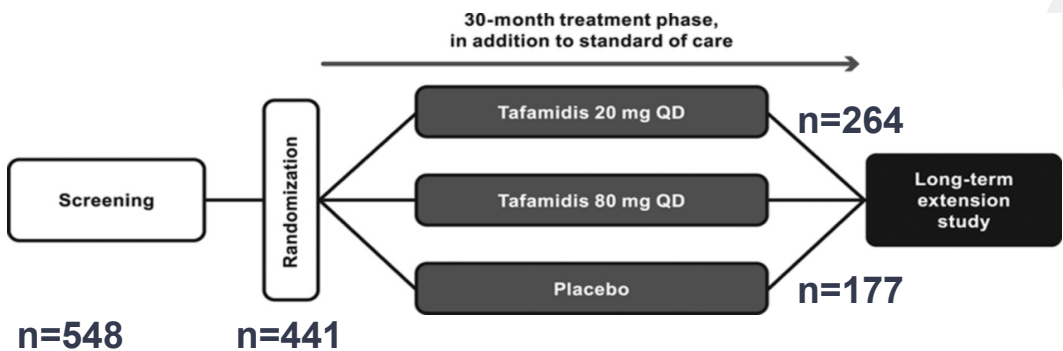 30-month treatment phase,
in addition to standard of care
Tafamidis 20 mg QD
n=264
Screening
Randomization
Tafamidis 80 mg QD
Long-term
extension
study
Placebo
n=177
n=548
n=441